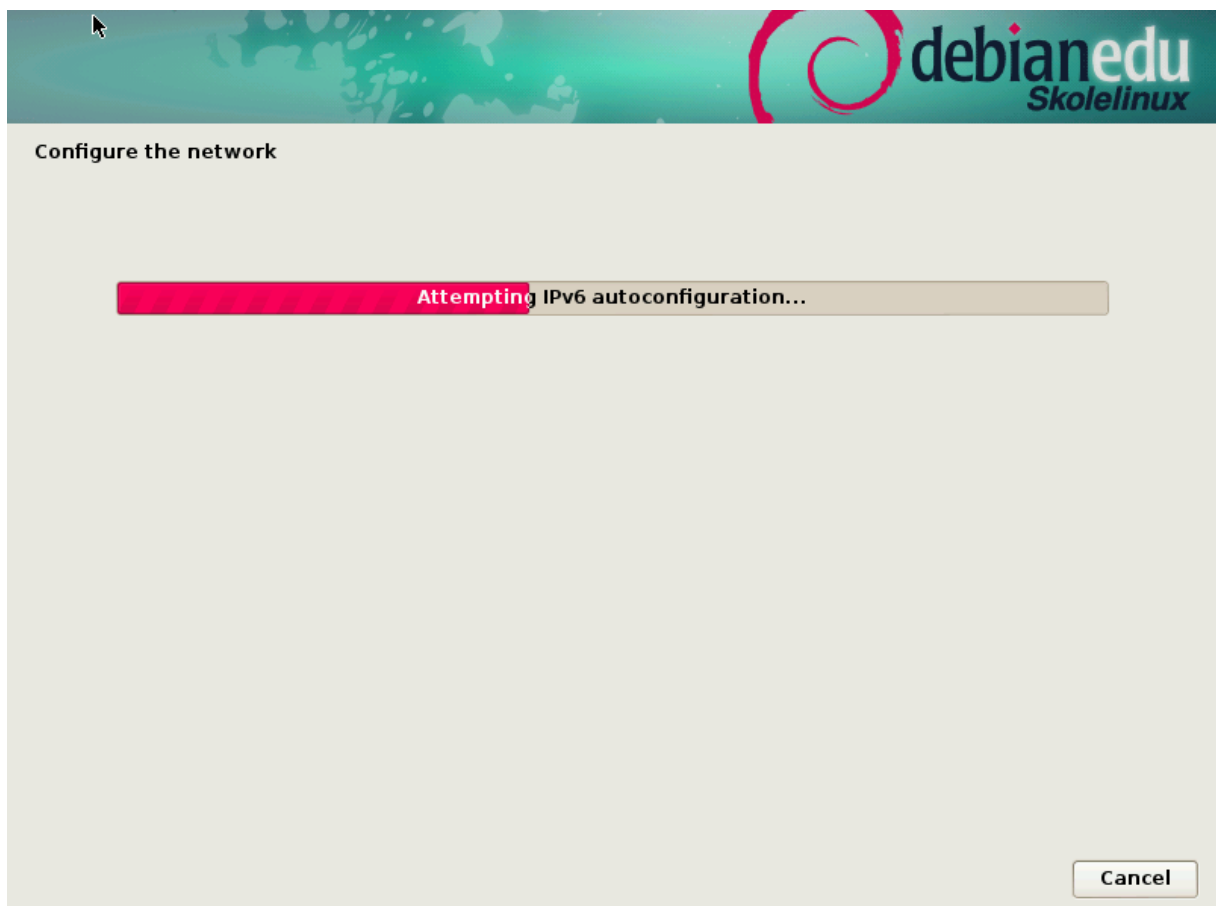 debianedu
Skolelinux
Configure the network
Attempting IPv6 autoconfiguration...
Cancel